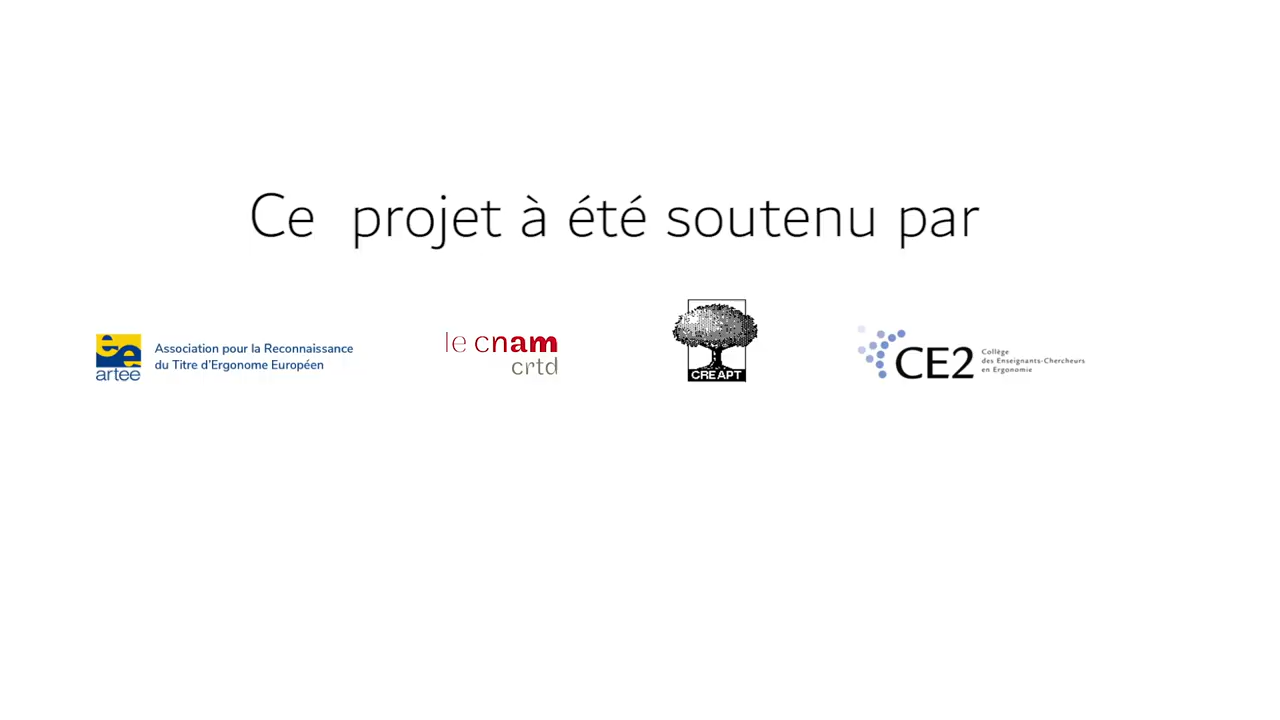 Ce projet à été soutenu par
artee
Association pour la Reconnaissance
du Titre d'Ergonome Européen
le cnam
crtd
CREAPT
CE2
Collège
des Enseignants-Chercheurs
en Ergonomie